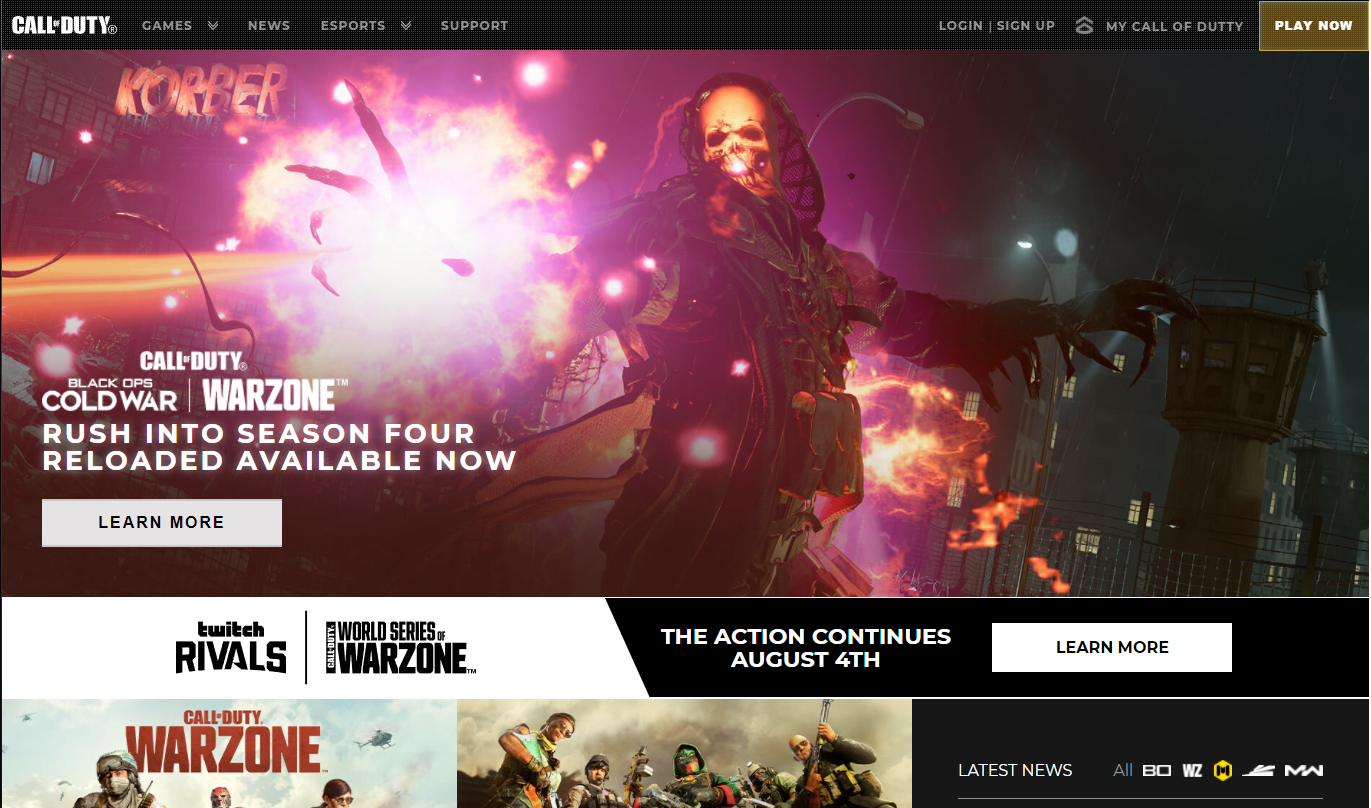 CALL OF DUTY®
GAMES
NEWS
ESPORTS
SUPPORT
LOGIN | SIGN UP
MY CALL OF DUTTY
PLAY NOW
KORBER
CALL OF DUTY®
BLACK OPS
COLD WAR | WARZONE™
RUSH INTO SEASON FOUR
RELOADED AVAILABLE NOW
LEARN MORE
twitch
RIVALS
CALL OF DUTY
WORLD SERIES OF
WARZONE™
THE ACTION CONTINUES
AUGUST 4TH
LEARN MORE
CALL OF DUTY
WARZONE™
LATEST NEWS
All BO WZ M MW